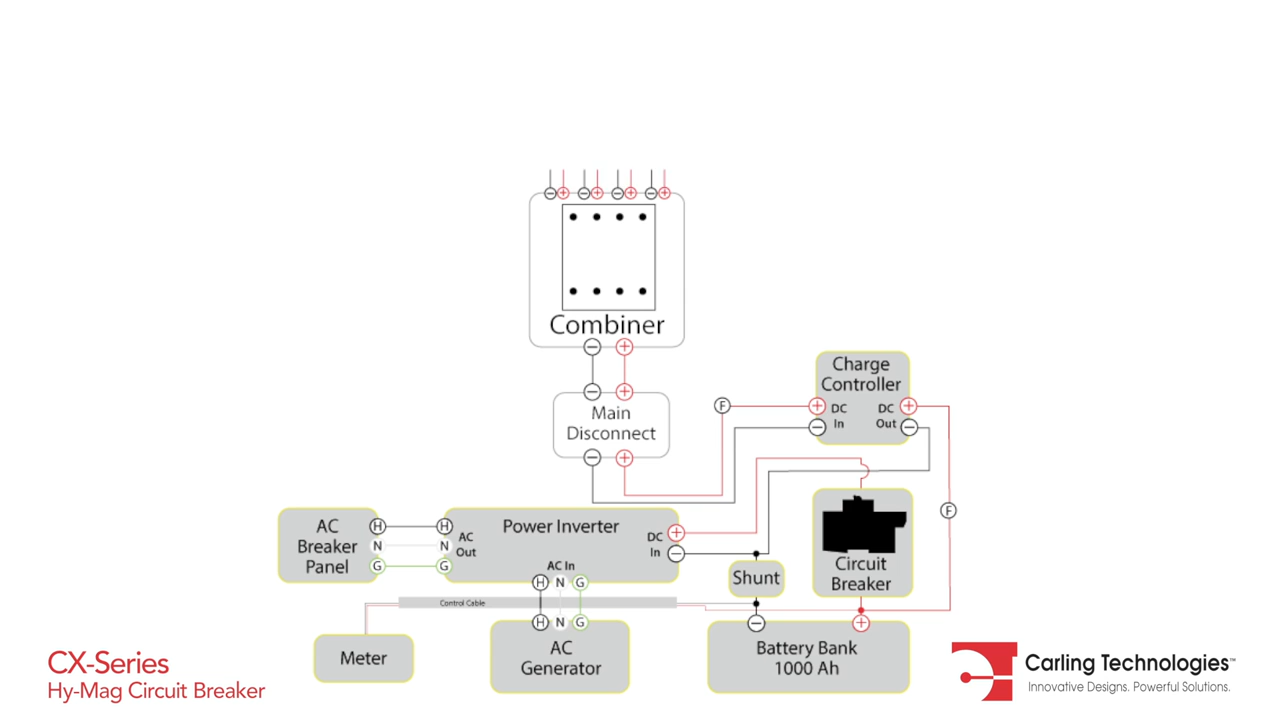 Combiner
Main
Disconnect
Charge
Controller
DC
In
DC
Out
F
F
AC
Breaker
Panel
H
N
G
H
N
G
AC
Out
Power Inverter
DC
In
AC In
H N G
Shunt
Circuit
Breaker
Control Cable
Meter
H N G
AC
Generator
Battery Bank
1000 Ah
CX-Series
Hy-Mag Circuit Breaker
Carling Technologies™
Innovative Designs. Powerful Solutions.